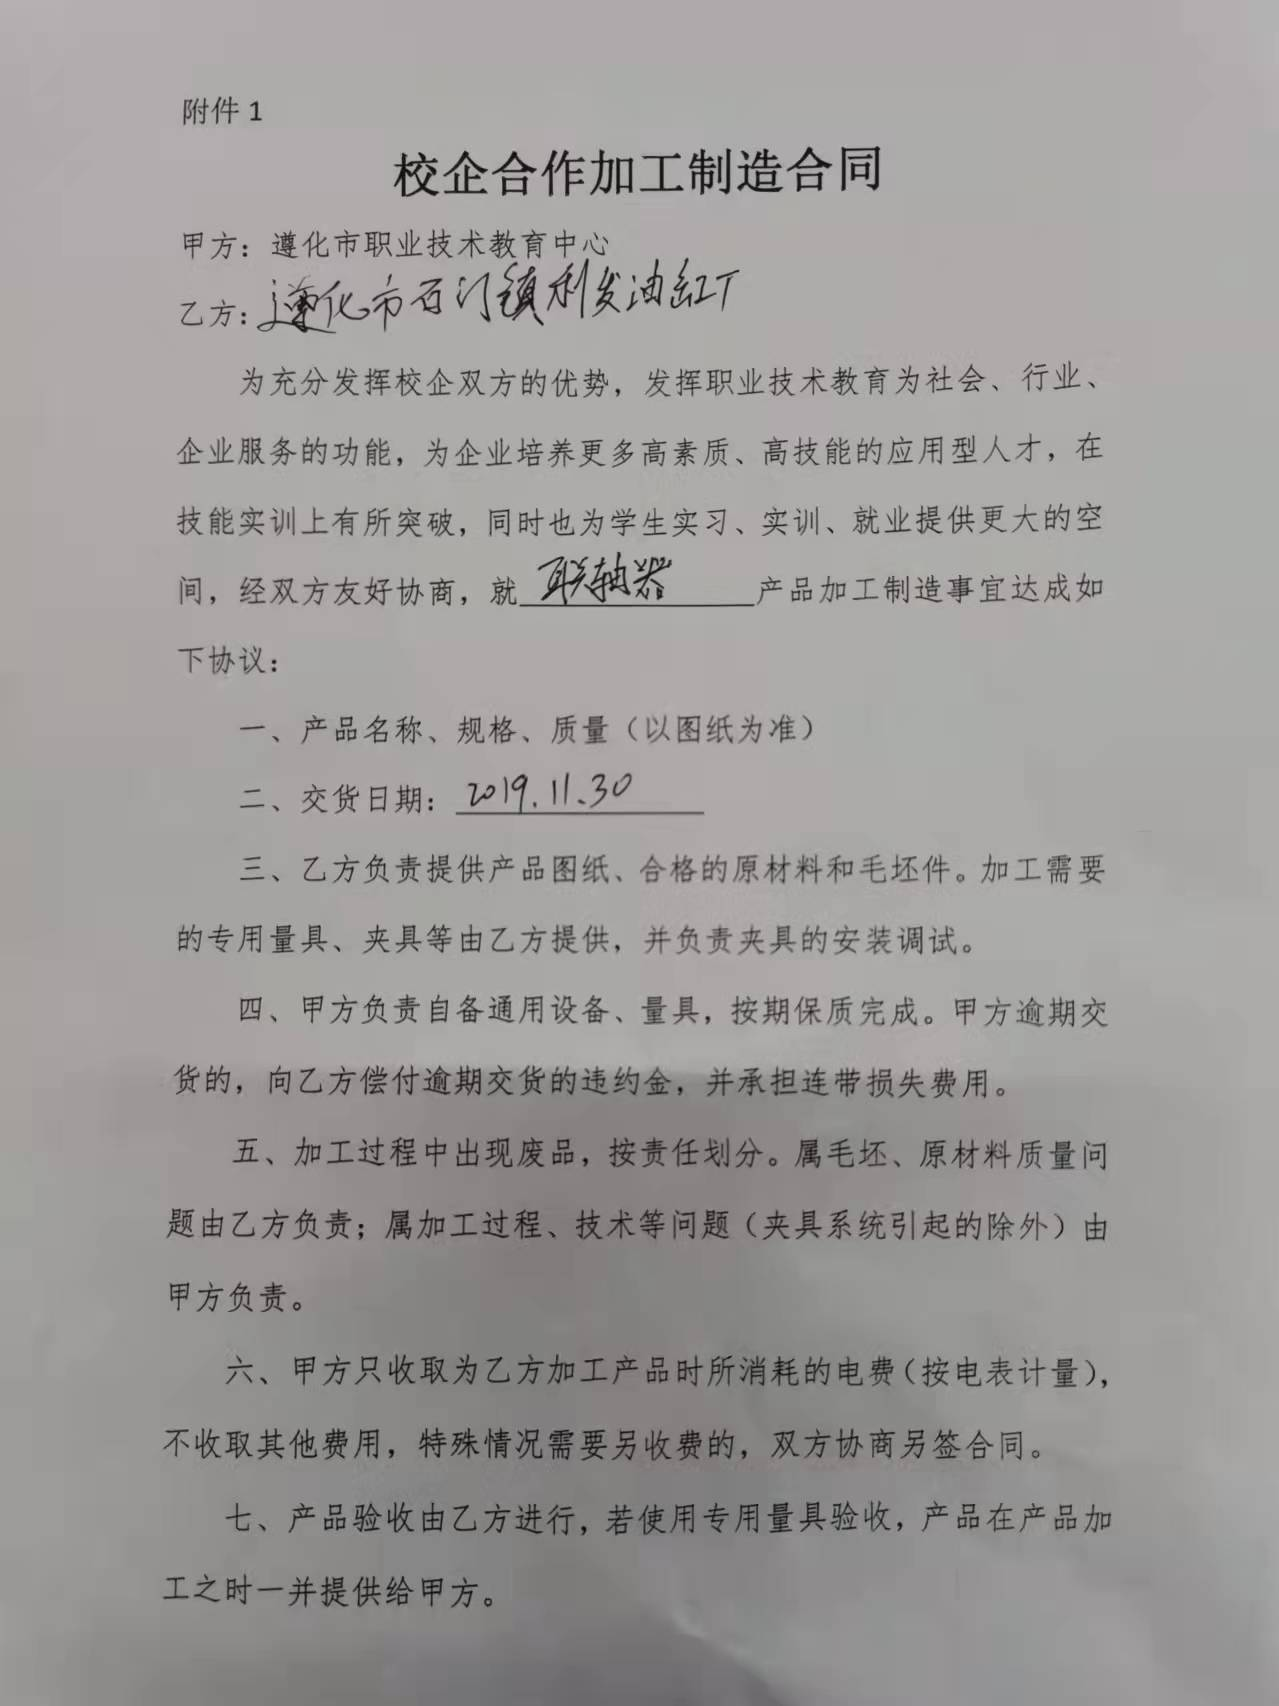 附件 1
校企合作加工制造合同
甲方：遵化市职业技术教育中心
乙方：遵化市石门镇利发油缸厂
为充分发挥校企双方的优势，发挥职业技术教育为社会、行业、
企业服务的功能，为企业培养更多高素质、高技能的应用型人才，在
技能实训上有所突破，同时也为学生实习、实训、就业提供更大的空
间，经双方友好协商，就 联轴器 产品加工制造事宜达成如
下协议：
一、产品名称、规格、质量（以图纸为准）
二、交货日期：2019.11.30
三、乙方负责提供产品图纸、合格的原材料和毛坯件。加工需要
的专用量具、夹具等由乙方提供，并负责夹具的安装调试。
四、甲方负责自备通用设备、量具，按期保质完成。甲方逾期交
货的，向乙方偿付逾期交货的违约金，并承担连带损失费用。
五、加工过程中出现废品，按责任划分。属毛坯、原材料质量问
题由乙方负责；属加工过程、技术等问题（夹具系统引起的除外）由
甲方负责。
六、甲方只收取为乙方加工产品时所消耗的电费（按电表计量），
不收取其他费用，特殊情况需要另收费的，双方协商另签合同。
七、产品验收由乙方进行，若使用专用量具验收，产品在产品加
工之时一并提供给甲方。